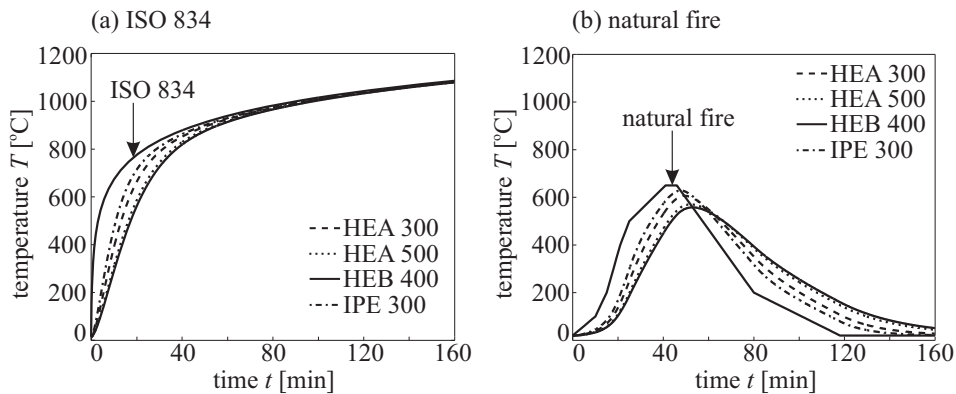 (a) ISO 834
1200
1000
800
600
400
200
0
temperature T [°C]
ISO 834
HEA 300
HEA 500
HEB 400
IPE 300
0 40 80 120 160
time t [min]
(b) natural fire
1200
1000
800
600
400
200
0
temperature T [°C]
natural fire
HEA 300
HEA 500
HEB 400
IPE 300
0 40 80 120 160
time t [min]